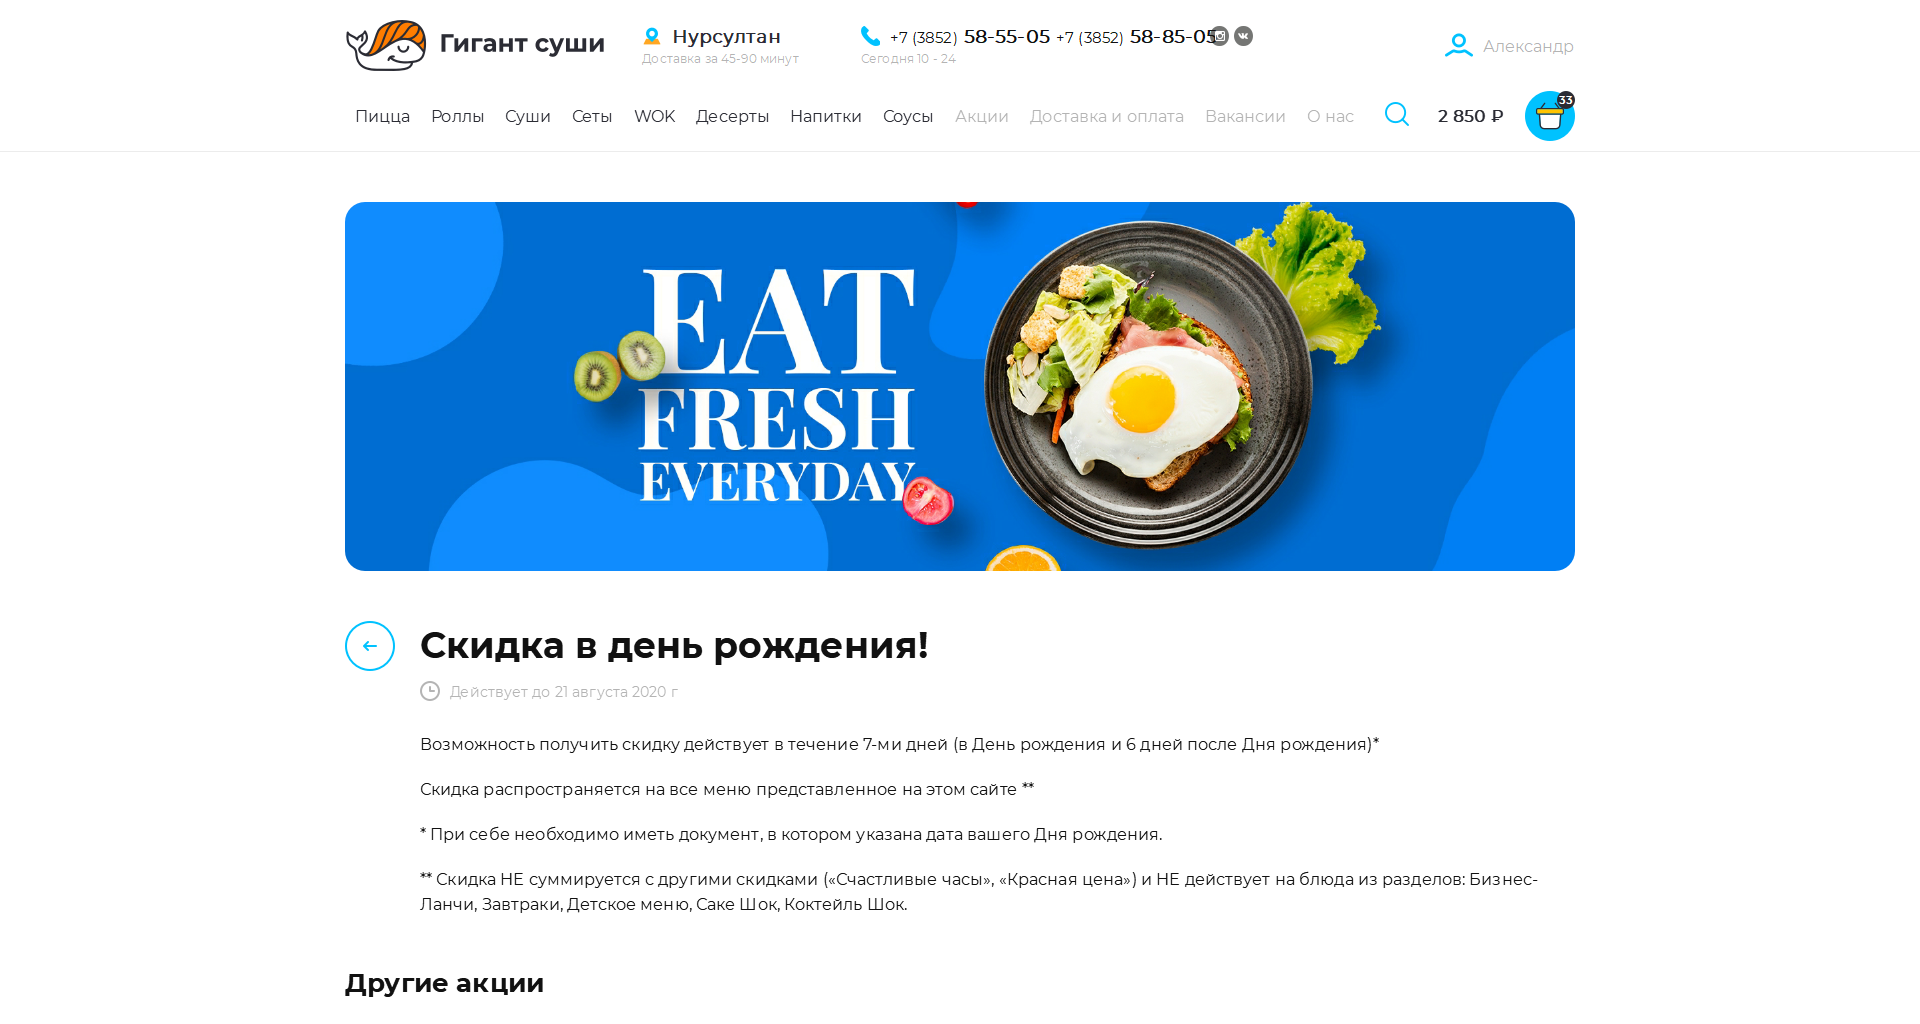 Гигант суши
Нурсултан
Доставка за 45-90 минут
+7 (3852) 58-55-05 +7 (3852) 58-85-05
Сегодня 10 - 24
Александр
Пицца Роллы Суши Сеты WOK Десерты Напитки Соусы Акции Доставка и оплата Вакансии О нас
2 850 ₽
33
EAT
FRESH
EVERYDAY
Скидка в день рождения!
Действует до 21 августа 2020 г
Возможность получить скидку действует в течение 7-ми дней (в День рождения и 6 дней после Дня рождения)*
Скидка распространяется на все меню представленное на этом сайте **
* При себе необходимо иметь документ, в котором указана дата вашего Дня рождения.
** Скидка НЕ суммируется с другими скидками («Счастливые часы», «Красная цена») и НЕ действует на блюда из разделов: Бизнес-
Ланчи, Завтраки, Детское меню, Саке Шок, Коктейль Шок.
Другие акции